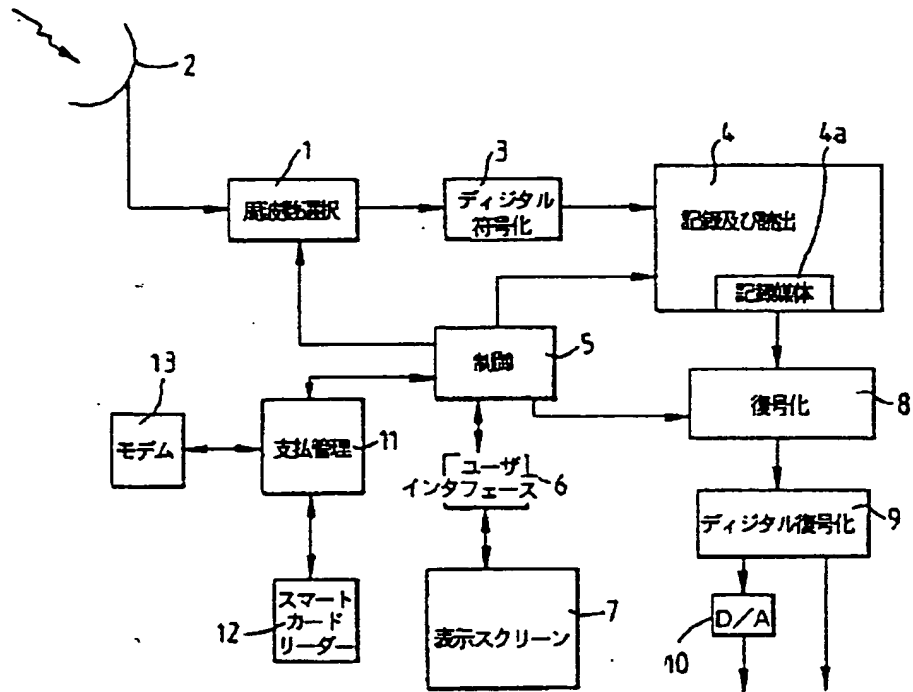 2
1
3
4
4a
周波数選択
ディジタル
符号化
記録及び読出
記録媒体
制御
5
13
モデム
支払管理
11
ユーザ
インタフェース
6
復号化
8
ディジタル復号化
9
12
スマート
カード
リーダー
表示スクリーン
7
D/A
10